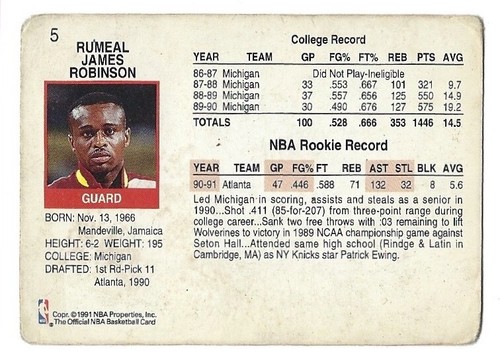 5
RUMEAL
JAMES
ROBINSON
GUARD
BORN: Nov. 13, 1966
Mandeville, Jamaica
HEIGHT: 6-2 WEIGHT: 195
COLLEGE: Michigan
DRAFTED: 1st Rd-Pick 11
Atlanta, 1990
Copr. ©1991 NBA Properties, Inc.
The Official NBA Basketball Card
College Record
YEAR TEAM GP FG% FT% REB PTS AVG
86-87 Michigan Did Not Play-Ineligible
87-88 Michigan 33 .553 .667 101 321 9.7
88-89 Michigan 37 .557 .656 125 550 14.9
89-90 Michigan 30 .490 .676 127 575 19.2
TOTALS 100 .528 .666 353 1446 14.5
NBA Rookie Record
YEAR TEAM GP FG% FT REB AST STL BLK AVG
90-91 Atlanta 47 .446 .588 71 132 32 8 5.6
Led Michigan in scoring, assists and steals as a senior in
1990...Shot .411 (85-for-207) from three-point range during
college career...Sank two free throws with :03 remaining to lift
Wolverines to victory in 1989 NCAA championship game against
Seton Hall...Attended same high school (Rindge & Latin in
Cambridge, MA) as NY Knicks star Patrick Ewing.